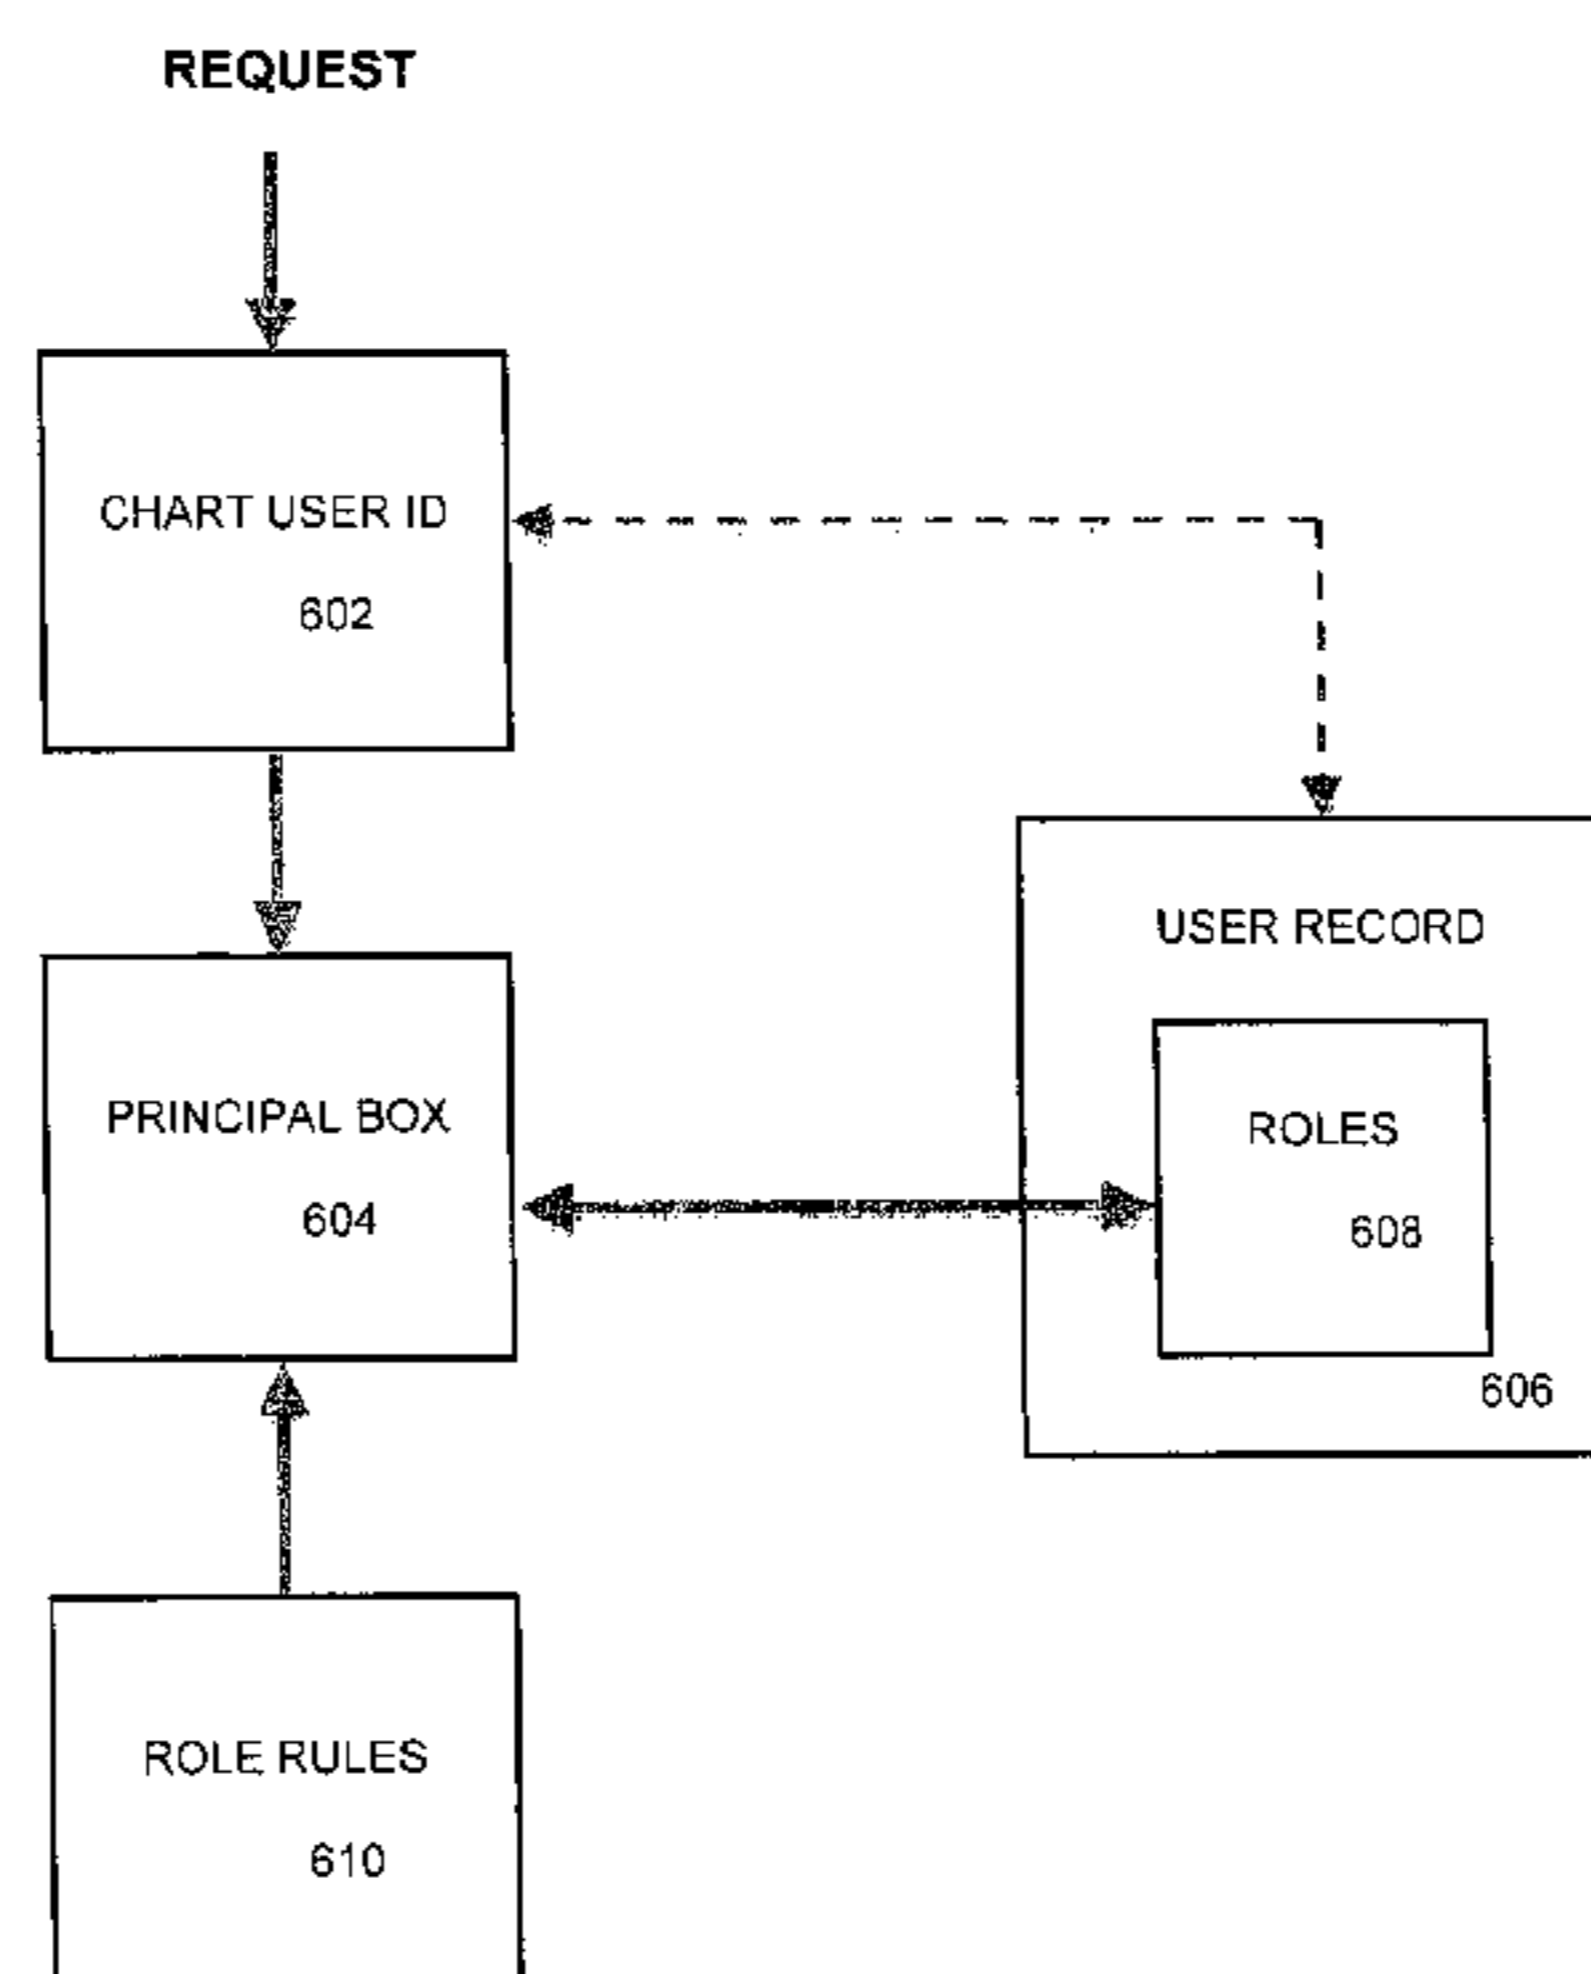 REQUEST
CHART USER ID
602
USER RECORD
PRINCIPAL BOX
604
ROLES
608
606
ROLE RULES
610